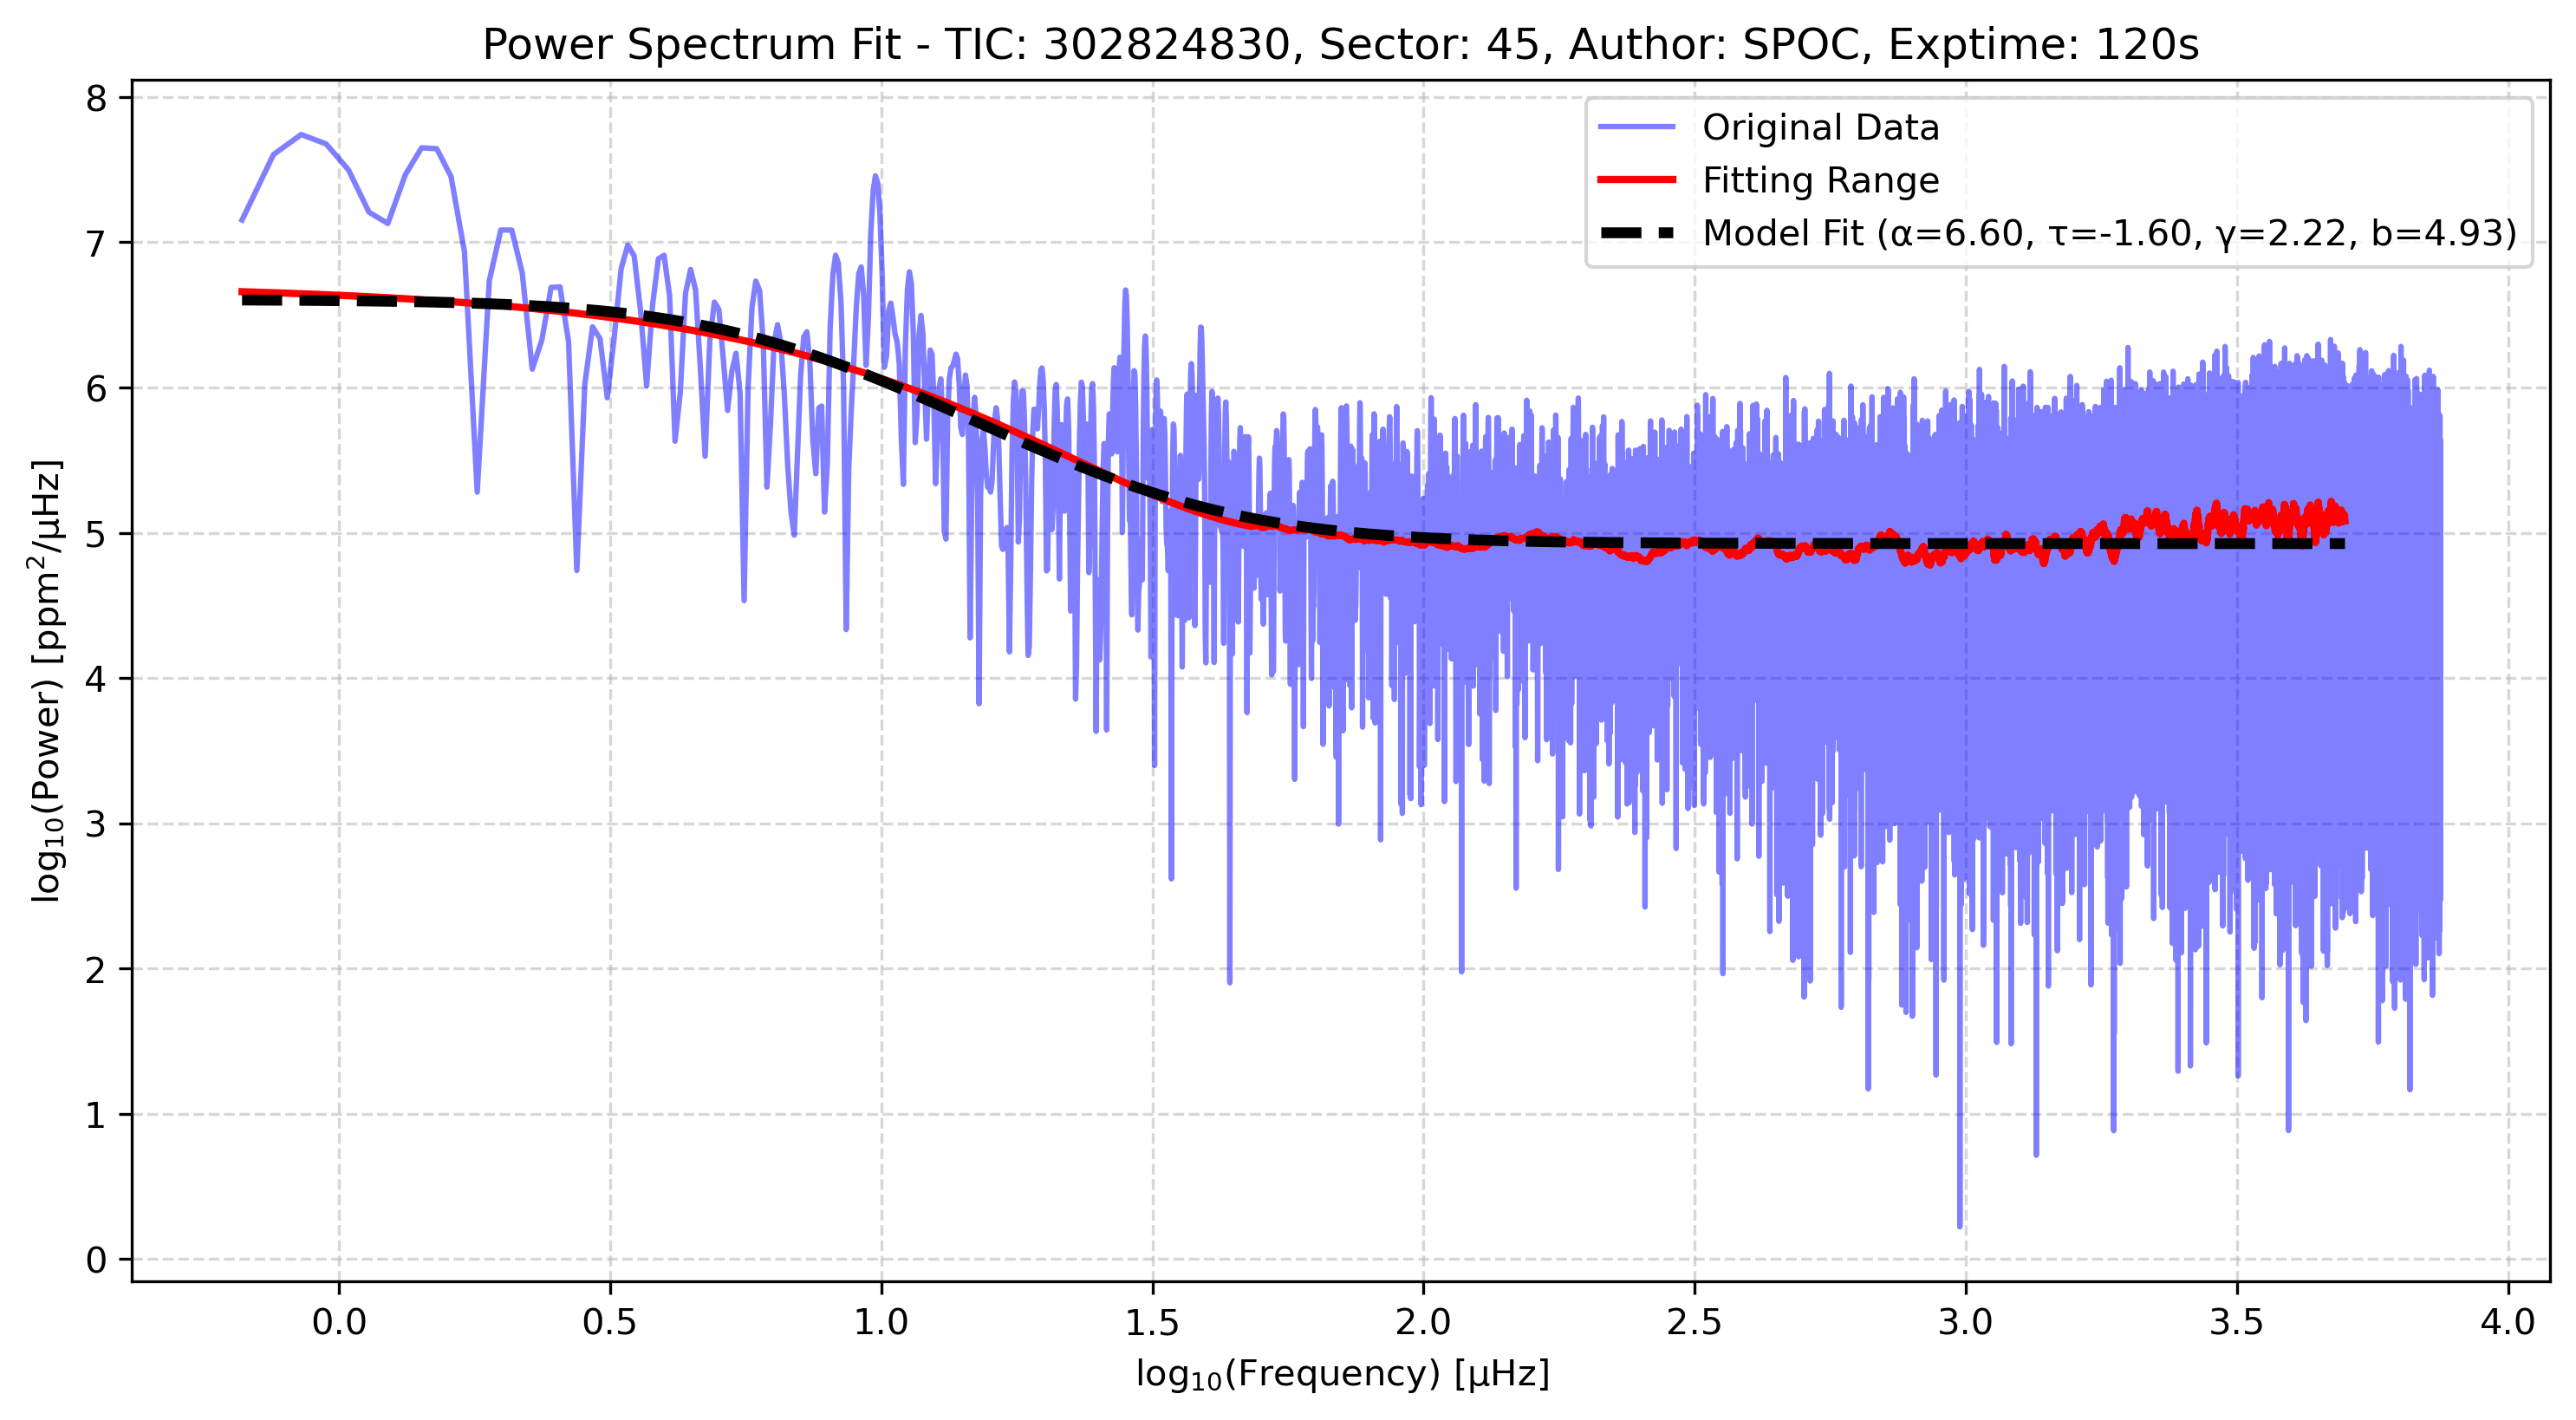 Power Spectrum Fit - TIC: 302824830, Sector: 45, Author: SPOC, Exptime: 120s
8
7
6
5
4
3
2
1
0
log₁₀(Power) [ppm²/μHz]
Original Data
Fitting Range
Model Fit (α=6.60, τ=-1.60, γ=2.22, b=4.93)
0.0 0.5 1.0 1.5 2.0 2.5 3.0 3.5 4.0
log₁₀(Frequency) [μHz]